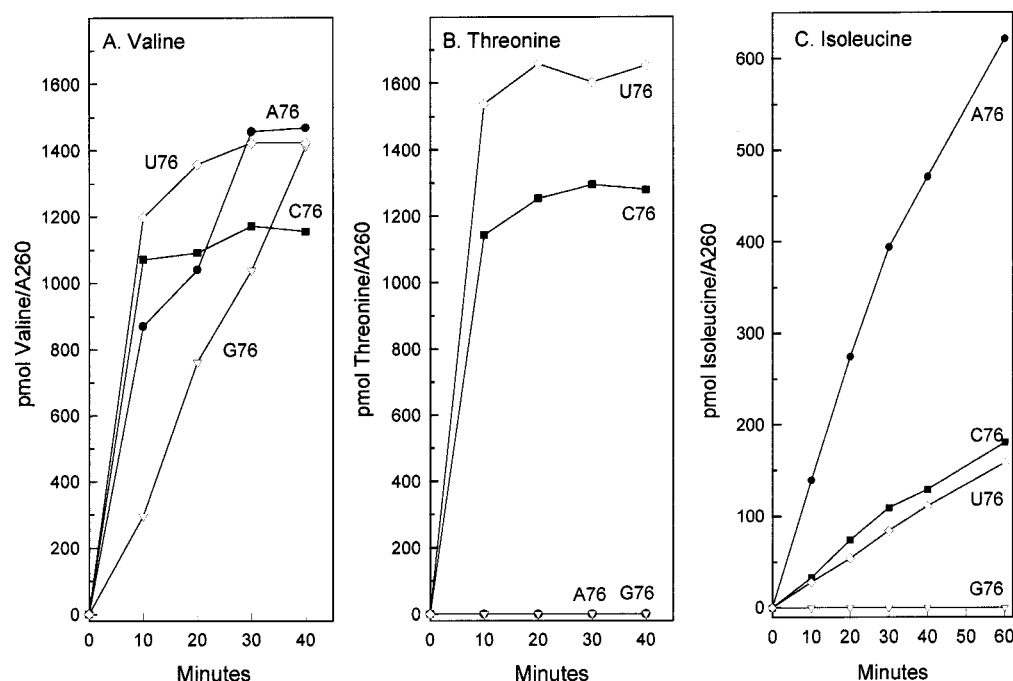 A. Valine
pmol Valine/A260
1600
1400
1200
1000
800
600
400
200
0
A76
U76
C76
G76
0 10 20 30 40
Minutes
B. Threonine
pmol Threonine/A260
1600
1400
1200
1000
800
600
400
200
0
U76
C76
A76 G76
0 10 20 30 40
Minutes
C. Isoleucine
pmol Isoleucine/A260
600
500
400
300
200
100
0
A76
C76
U76
G76
0 10 20 30 40 50 60
Minutes